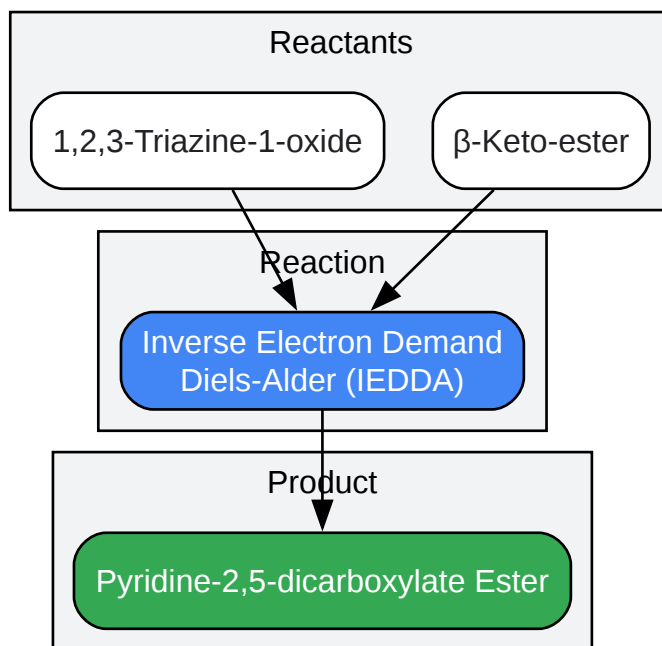 Reactants
1,2,3-Triazine-1-oxide
β-Keto-ester
Reaction
Inverse Electron Demand
Diels-Alder (IEDDA)
Product
Pyridine-2,5-dicarboxylate Ester